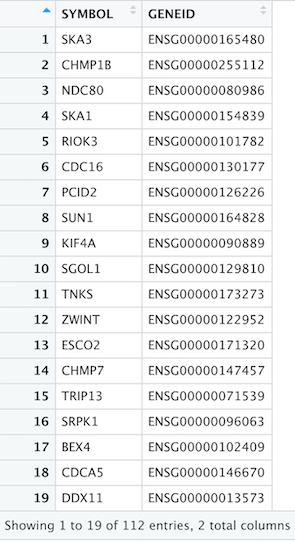 SYMBOL GENEID
1 SKA3 ENSG00000165480
2 CHMP1B ENSG00000255112
3 NDC80 ENSG00000080986
4 SKA1 ENSG00000154839
5 RIOK3 ENSG00000101782
6 CDC16 ENSG00000130177
7 PCID2 ENSG00000126226
8 SUN1 ENSG00000164828
9 KIF4A ENSG00000090889
10 SGOL1 ENSG00000129810
11 TNKS ENSG00000173273
12 ZWINT ENSG00000122952
13 ESCO2 ENSG00000171320
14 CHMP7 ENSG00000147457
15 TRIP13 ENSG00000071539
16 SRPK1 ENSG00000096063
17 BEX4 ENSG00000102409
18 CDCA5 ENSG00000146670
19 DDX11 ENSG00000013573
Showing 1 to 19 of 112 entries, 2 total columns